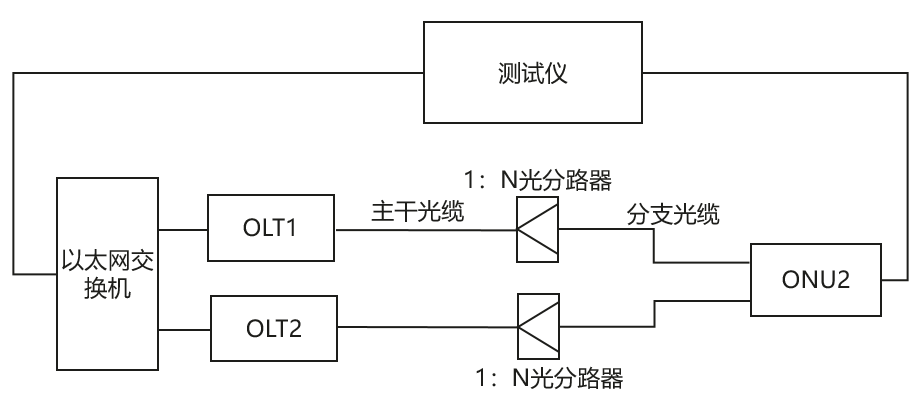 测试仪
1：N光分路器
OLT1
主干光缆
分支光缆
以太网交
换机
ONU2
OLT2
1：N光分路器